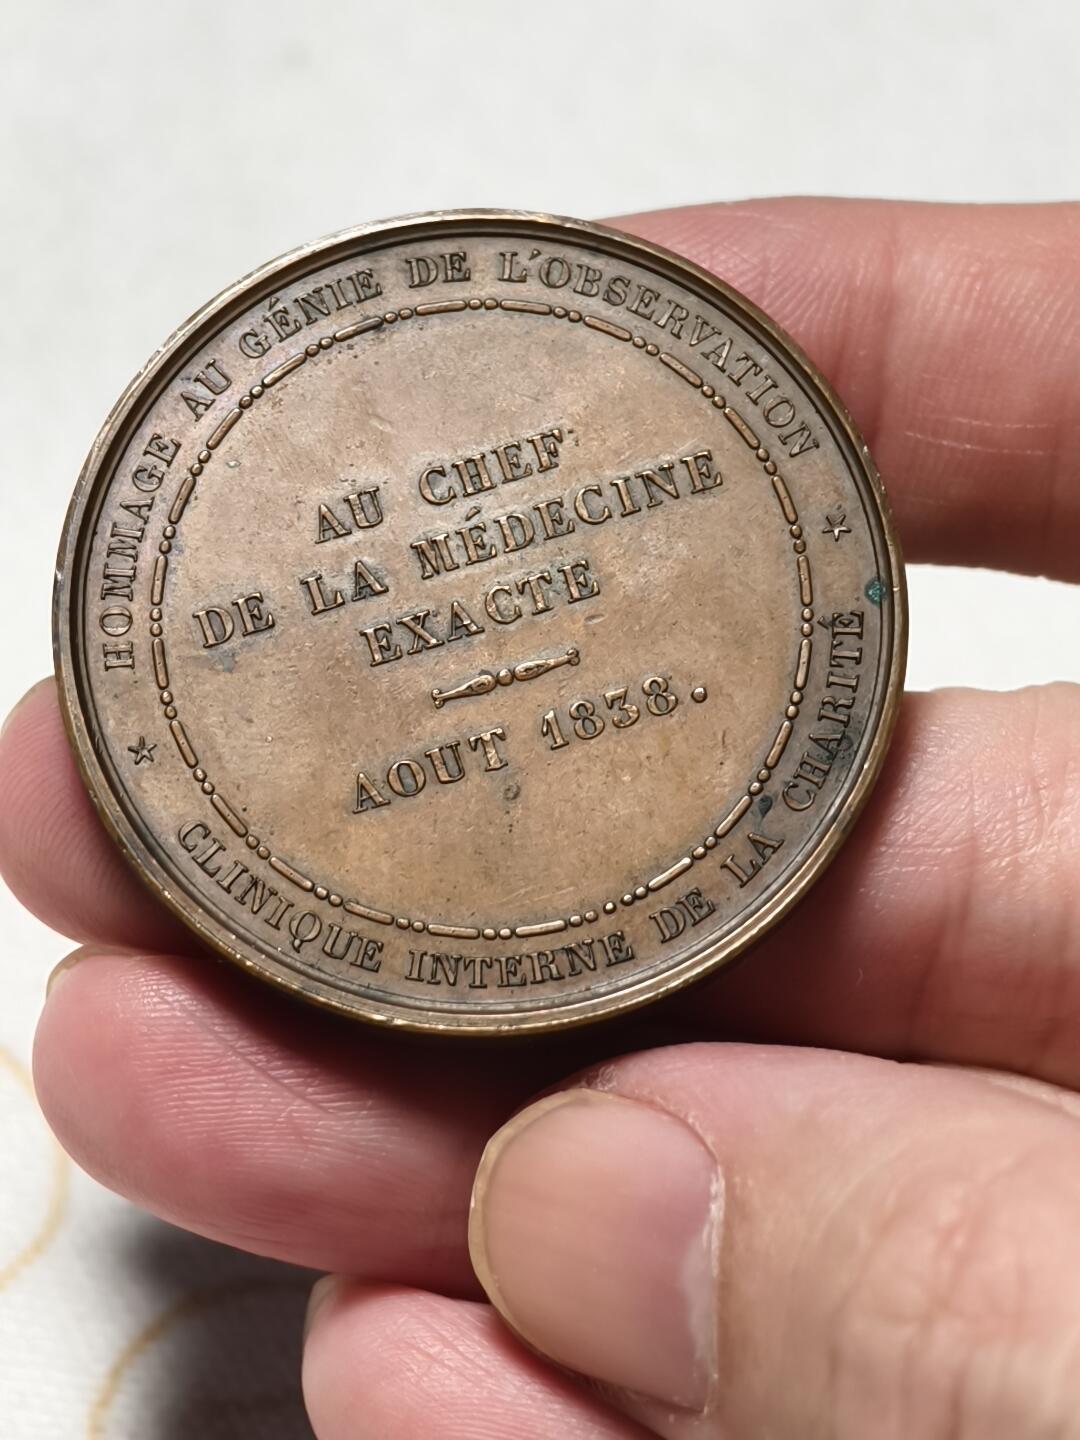 HOMMAGE AU GÉNIE DE L'OBSERVATION
AU CHEF
DE LA MÉDECINE
EXACTE
AOUT 1838.
CLINIQUE INTERNE DE LA CHARITÉ